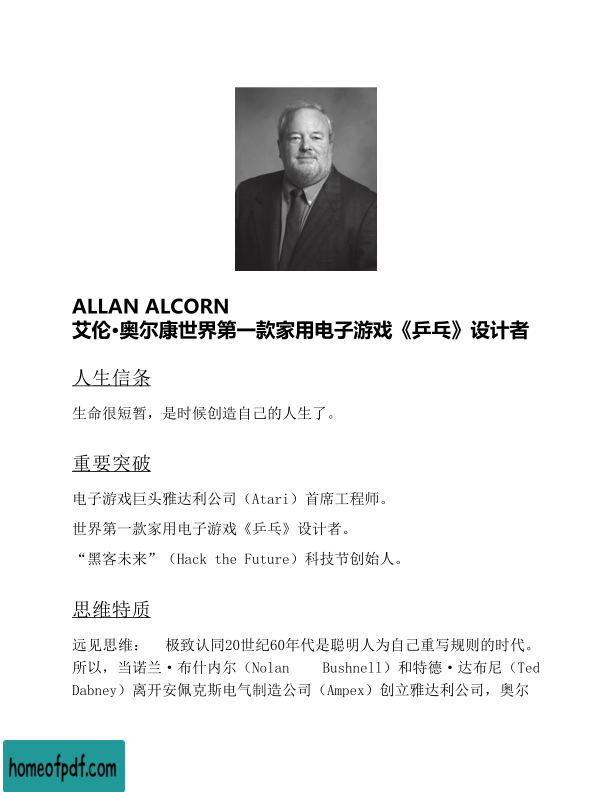 ALLAN ALCORN
艾伦•奥尔康世界第一款家用电子游戏《乒乓》设计者
人生信条
生命很短暂，是时候创造自己的人生了。
重要突破
电子游戏巨头雅达利公司（Atari）首席工程师。
世界第一款家用电子游戏《乒乓》设计者。
“黑客未来”（Hack the Future）科技节创始人。
思维特质
远见思维： 极致认同20世纪60年代是聪明人为自己重写规则的时代。
所以，当诺兰·布什内尔（Nolan Bushnell）和特德·达布尼（Ted
Dabney）离开安佩克斯电气制造公司（Ampex）创立雅达利公司，奥尔
homeofpdf.com